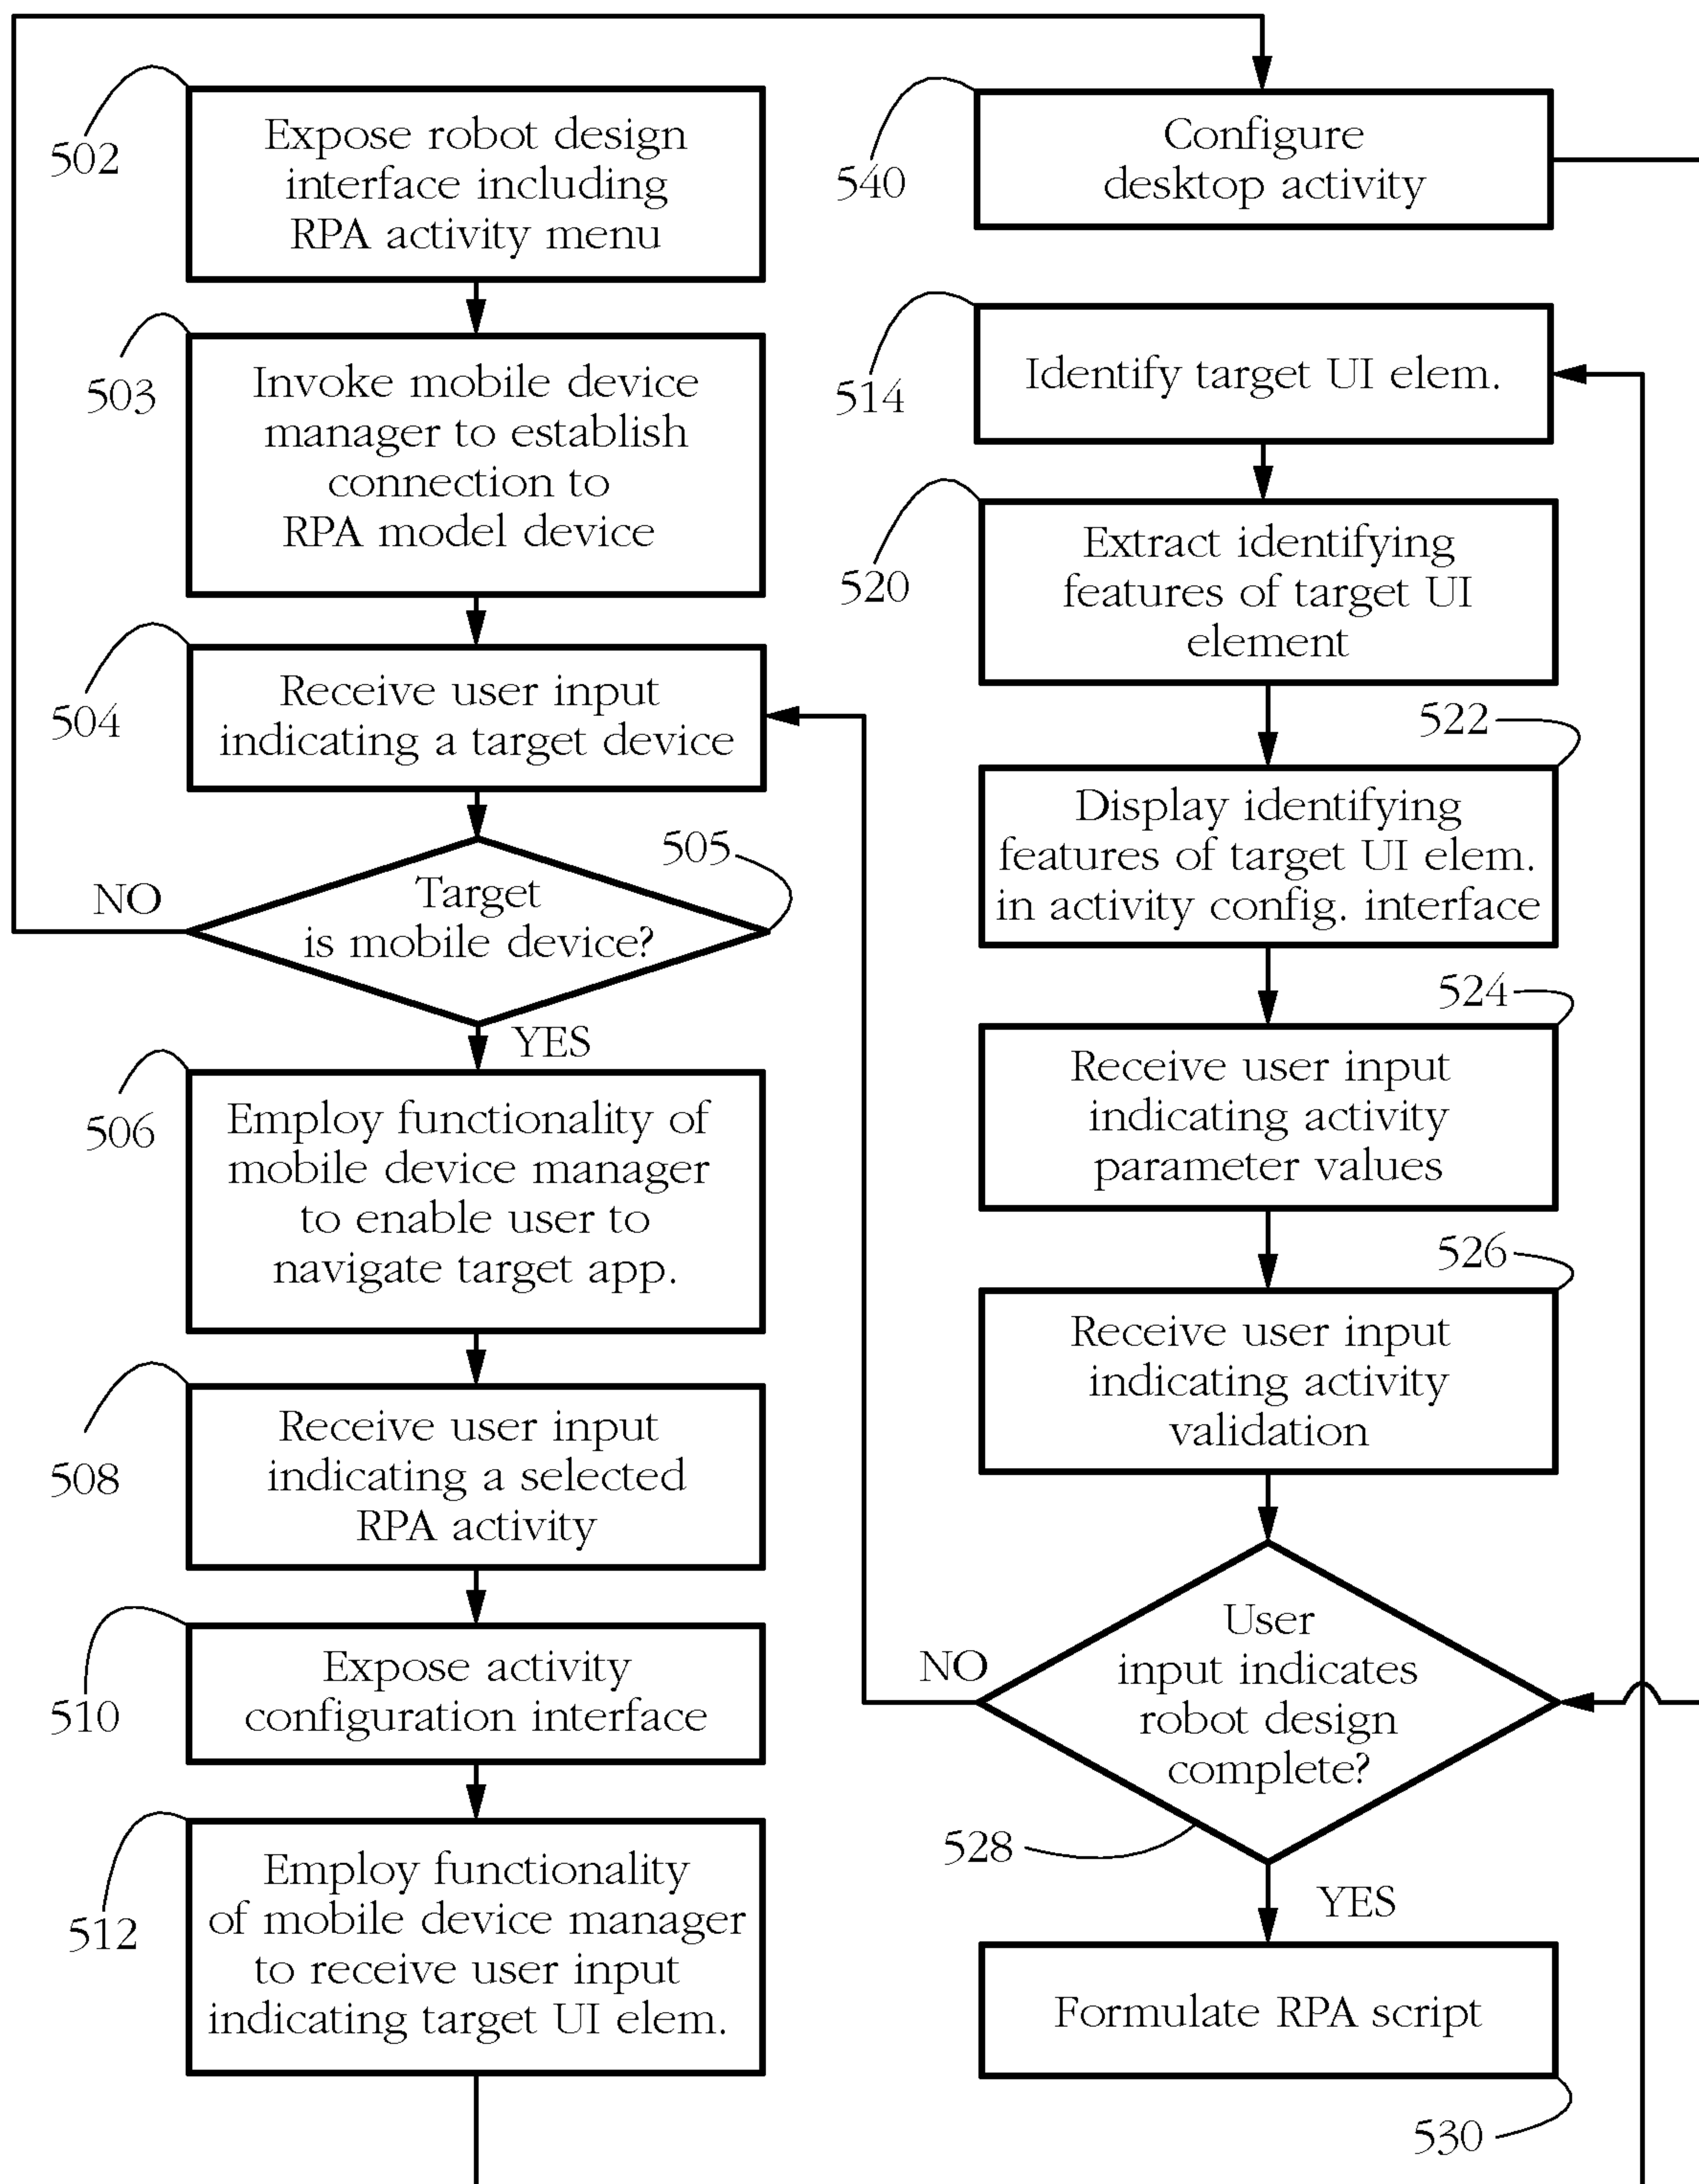 502
Expose robot design
interface including
RPA activity menu
503
Invoke mobile device
manager to establish
connection to
RPA model device
504
Receive user input
indicating a target device
505
Target
is mobile device?
NO
YES
506
Employ functionality of
mobile device manager
to enable user to
navigate target app.
508
Receive user input
indicating a selected
RPA activity
510
Expose activity
configuration interface
512
Employ functionality
of mobile device manager
to receive user input
indicating target UI elem.
540
Configure
desktop activity
514
Identify target UI elem.
520
Extract identifying
features of target UI
element
522
Display identifying
features of target UI elem.
in activity config. interface
524
Receive user input
indicating activity
parameter values
526
Receive user input
indicating activity
validation
NO
User
input indicates
robot design
complete?
528
YES
Formulate RPA script
530